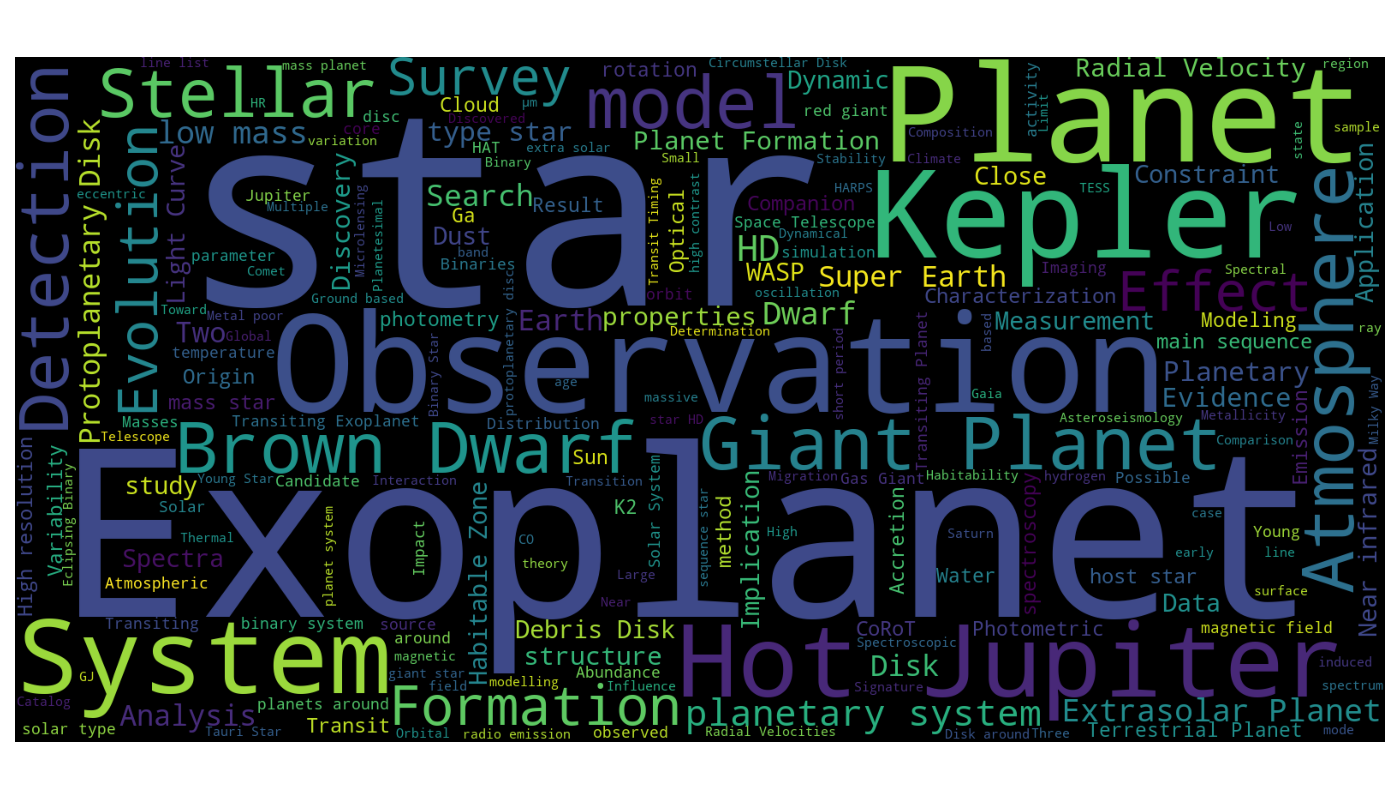 line list
mass planet
Circumstellar Disk
region
Stellar
Survey
rotation
Dynamic
Radial Velocity
HR
Cloud
µm
model
red giant
Planet
activity
Limit
disc
Discovered
sample
low mass
core
type star
Planet Formation
Composition
state
variation
HAT
extra solar
Detection
Protoplanetary Disk
Evolution
Light Curve
Discovery
star
Binary
Small
Stability
Climate
Kepler
Close
Constraint
Application
eccentric
Jupiter
Multiple
Microlensing
Planetesimal
Search
Result
Ga
Transit Timing
Optical
high contrast
Companion
HARPS
TESS
Space Telescope
Low
Dust
band
Dynamical
HD
simulation
parameter
Comet
Binaries
WASP
Super Earth
Imaging
Spectral
Atmosphere
Ground based
protoplanetary disc
orbit
oscillation
Characterization
Effect
Toward
Metal poor
photometry
Earth
properties
Dwarf
Measurement
Modeling
ray
Two
Global
Determination
based
main sequence
temperature
Observation
short period
Transiting Planet
Origin
Binary Star
age
Planetary
mass star
massive
Gaia
Evidence
Milky Way
Masses
Transiting Exoplanet
Distribution
star HD
Asteroseismology
Metallicity
Telescope
Brown Dwarf
Giant Planet
Comparison
Emission
High resolution
Variability
Eclipsing Binary
Sun
Solar System
study
Young Star
Candidate
Interaction
Transition
Migration
Gas Giant
Habitability
hydrogen
Possible
Near infrared
Solar
K2
sequence star
method
Implication
Accretion
spectroscopy
case
Exoplanet
Habitable Zone
Thermal
planet system
Impact
CO
High
Saturn
Young
Spectra
theory
early
line
Atmospheric
Large
Water
host star
surface
Near
Data
Transiting
binary system
source
Debris Disk
CoRoT
Photometric
magnetic field
System
around
Spectroscopic
magnetic
structure
Hot Jupiter
Disk
induced
GJ
giant star
Abundance
field
modelling
Influence
Signature
spectrum
Catalog
planets around
Formation
Analysis
planetary system
Extrasolar Planet
solar type
Tauri Star
Transit
Orbital
radio emission
observed
Radial Velocities
Disk around
Three
Terrestrial Planet
mode